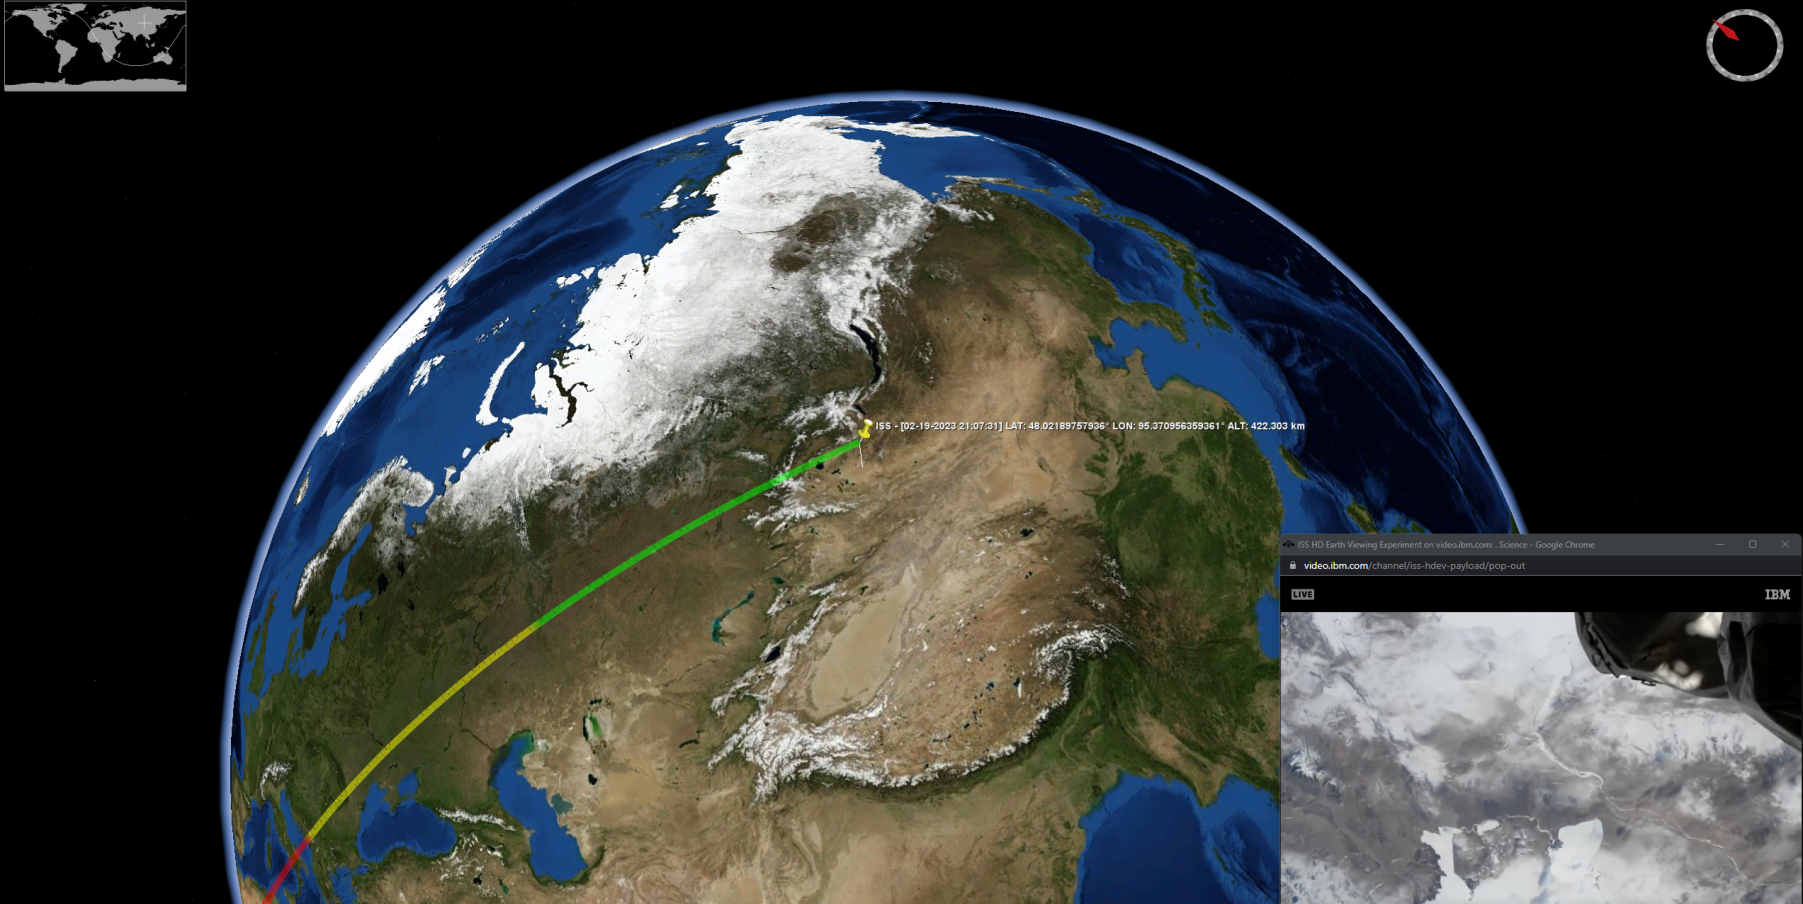 ISS - [02-19-2023 21:07:31] LAT: 48.02189757936° LON: 95.370956359361° ALT: 422.303 km
ISS HD Earth Viewing Experiment on video.ibm.com: . Science - Google Chrome
video.ibm.com/channel/iss-hdev-payload/pop-out
LIVE
IBM